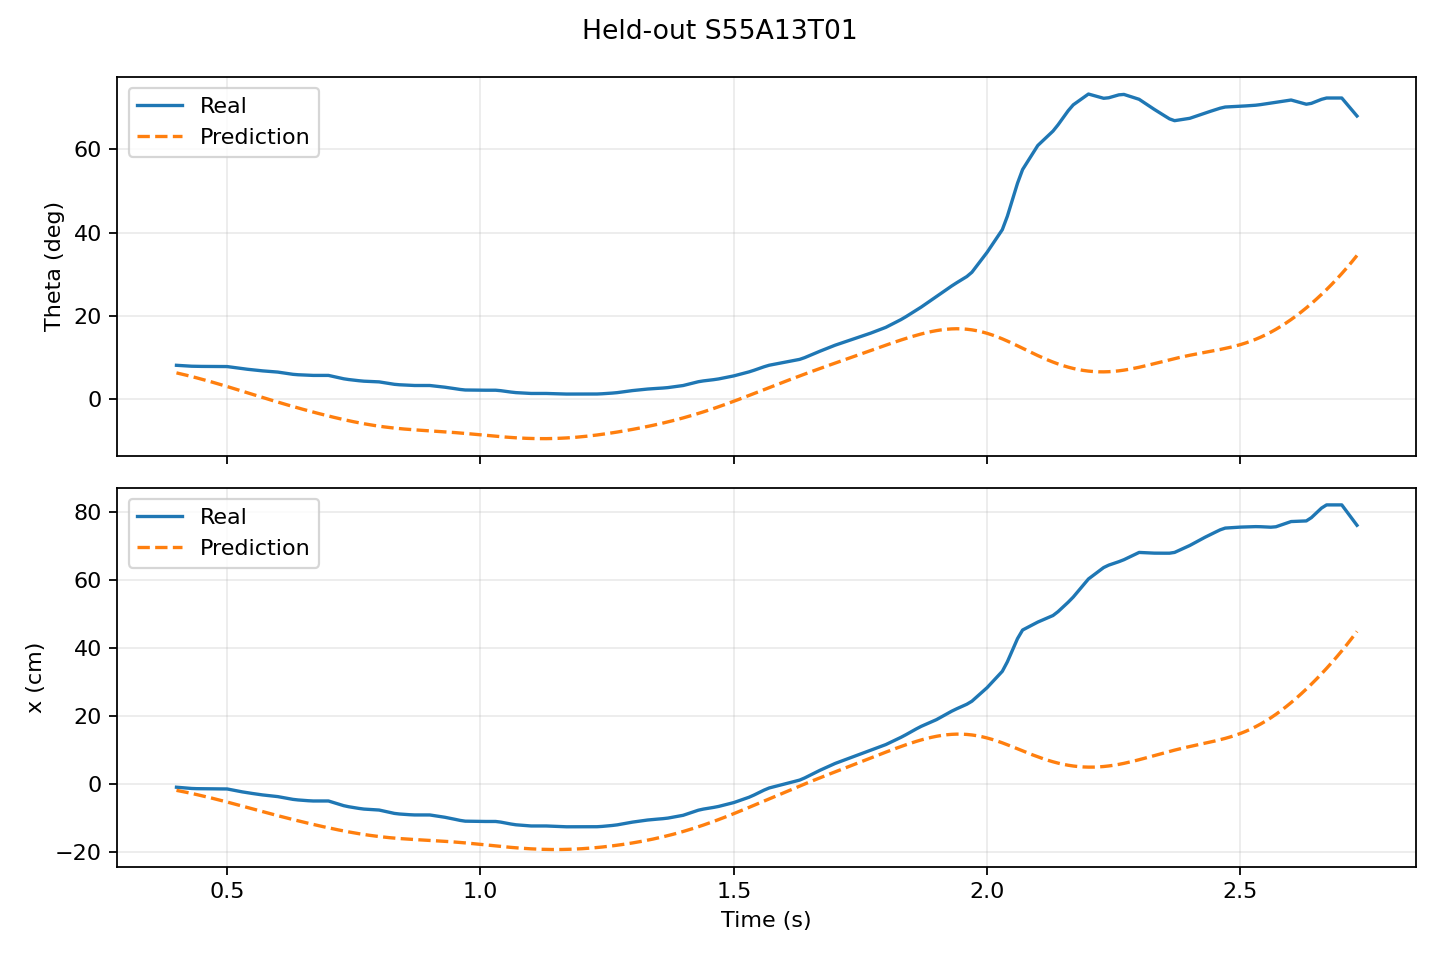 Held-out S55A13T01
Real
Prediction
Theta (deg)
60
40
20
0
Real
Prediction
x (cm)
80
60
40
20
0
−20
0.5 1.0 1.5 2.0 2.5
Time (s)